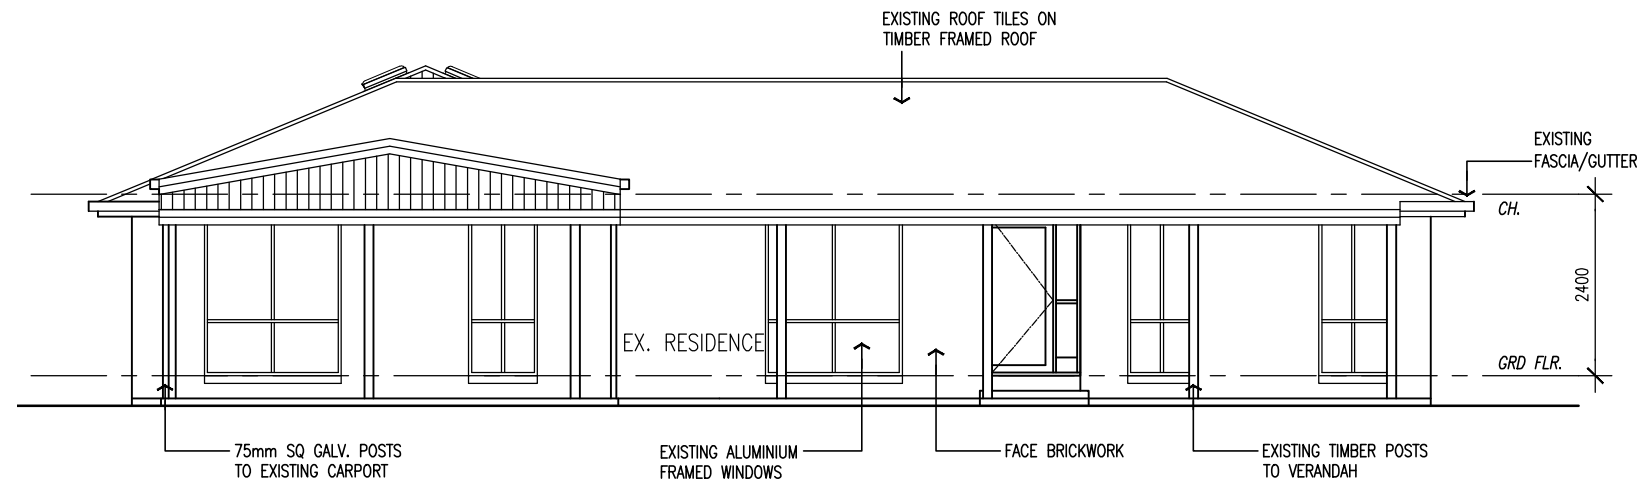 EXISTING ROOF TILES ON
TIMBER FRAMED ROOF
EXISTING
FASCIA/GUTTER
CH.
2400
EX. RESIDENCE
GRD FLR.
75mm SQ GALV. POSTS
TO EXISTING CARPORT
EXISTING ALUMINIUM
FRAMED WINDOWS
FACE BRICKWORK
EXISTING TIMBER POSTS
TO VERANDAH